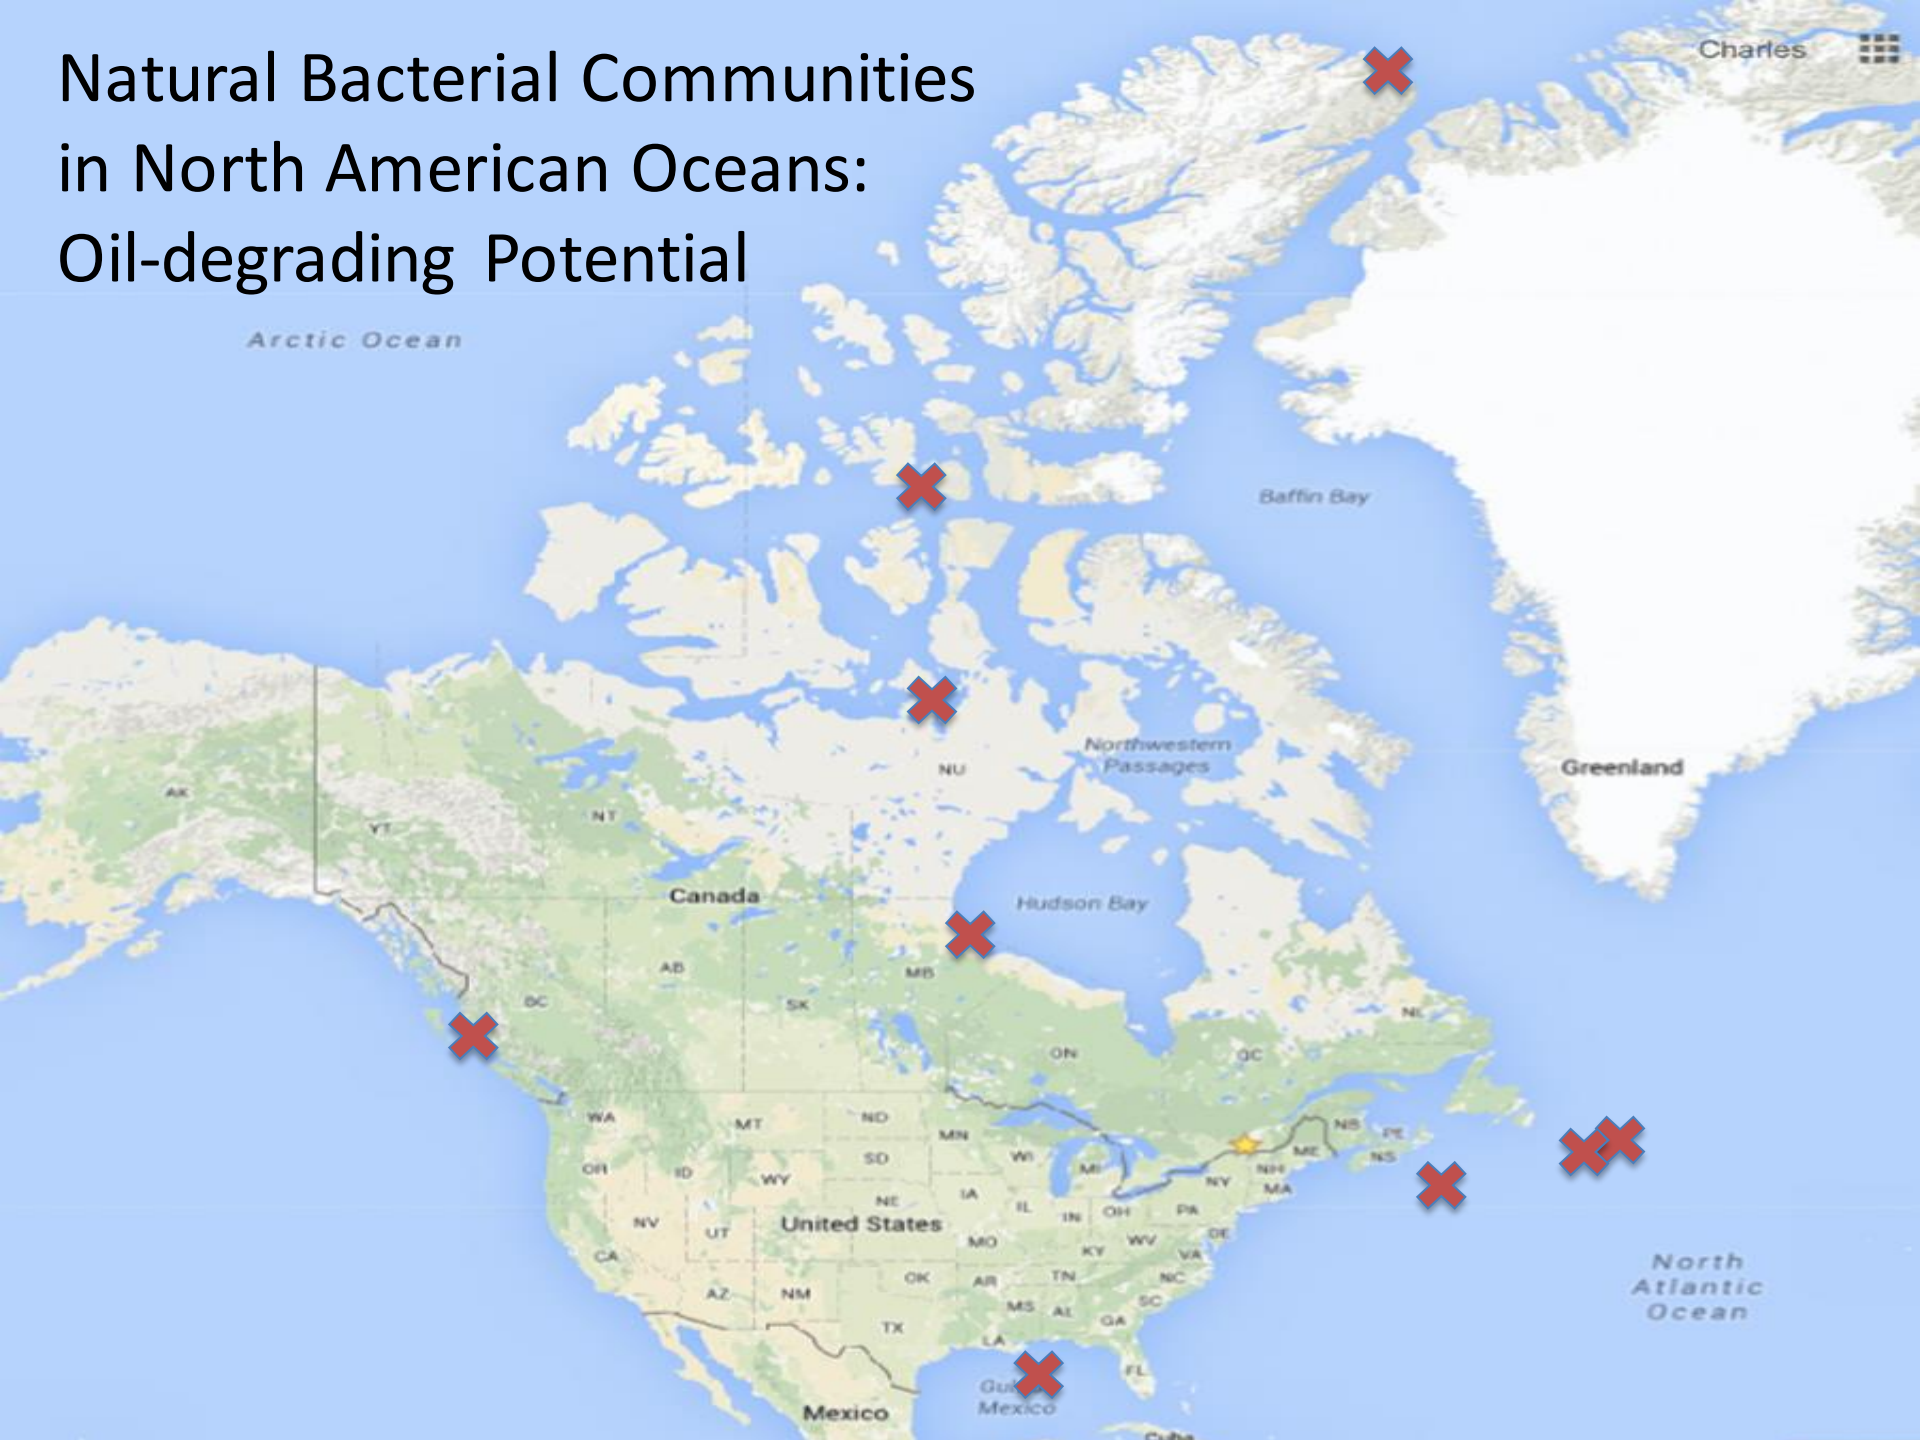 Natural Bacterial Communities
in North American Oceans:
Oil-degrading Potential
Charles
Arctic Ocean
Baffin Bay
Northwestern
Passages
NU
Greenland
AK
YT
NT
Canada
Hudson Bay
AB
MB
BC
SK
NL
ON
QC
WA
MT
ND
MN
NB
PE
OR
ID
SD
WI
MI
ME
NS
WY
NH
NY
MA
NE
IA
IL
IN
OH
PA
NV
UT
United States
MO
WV
DE
KY
VA
CA
OK
AR
TN
NC
AZ
NM
MS
AL
SC
GA
TX
LA
FL
North
Atlantic
Ocean
Mexico
Mexico
Cuba